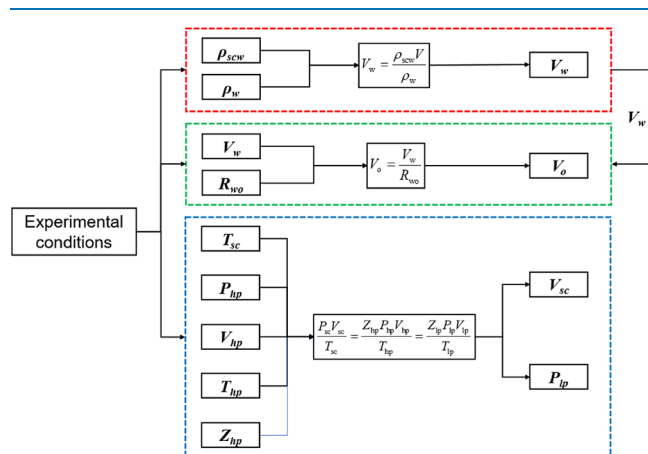 ρscw
ρw
Vw = ρscwV / ρw
Vw
Vw
Vw
Rwo
Vo = Vw / Rwo
Vo
Experimental
conditions
Tsc
Php
Vhp
Thp
Zhp
PscVsc / Tsc = ZhpPhpVhp / Thp = ZlpPlpVlp / Tlp
Vsc
Plp